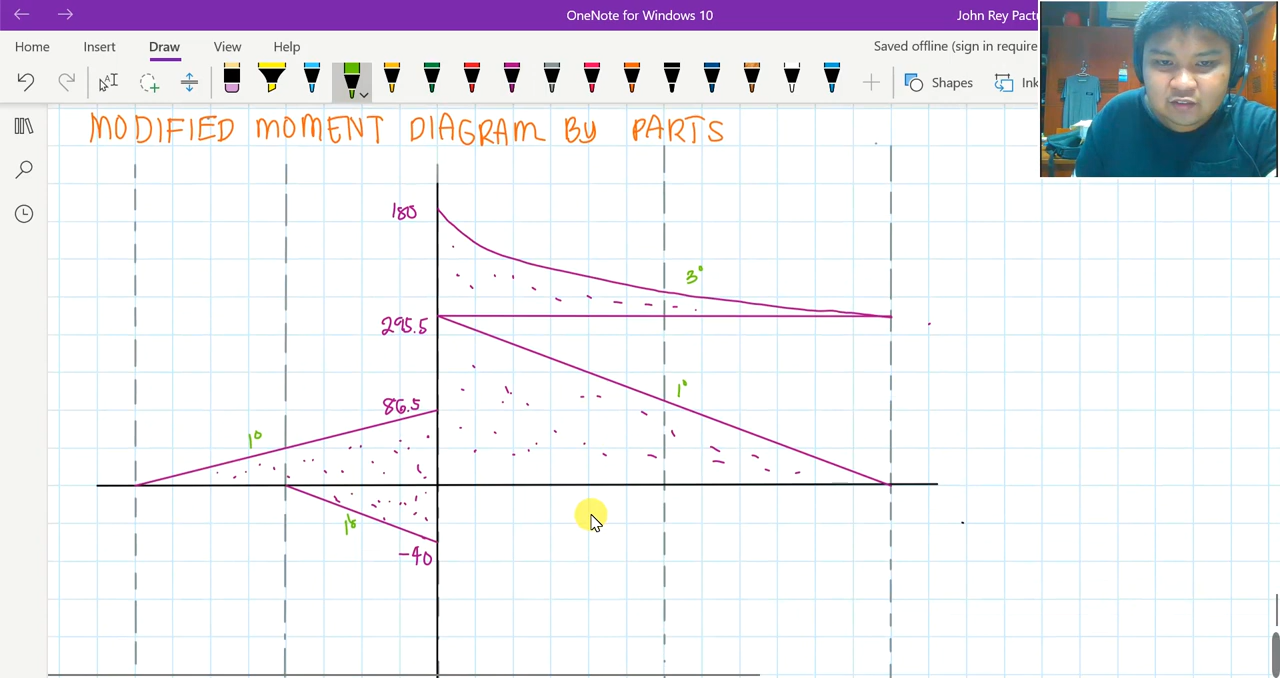 OneNote for Windows 10
John Rey Pactu
Home Insert Draw View Help
Saved offline (sign in require
Shapes
Ink
MODIFIED MOMENT DIAGRAM BY PARTS
180
3°
295.5
1°
86.5
1°
1°
-40